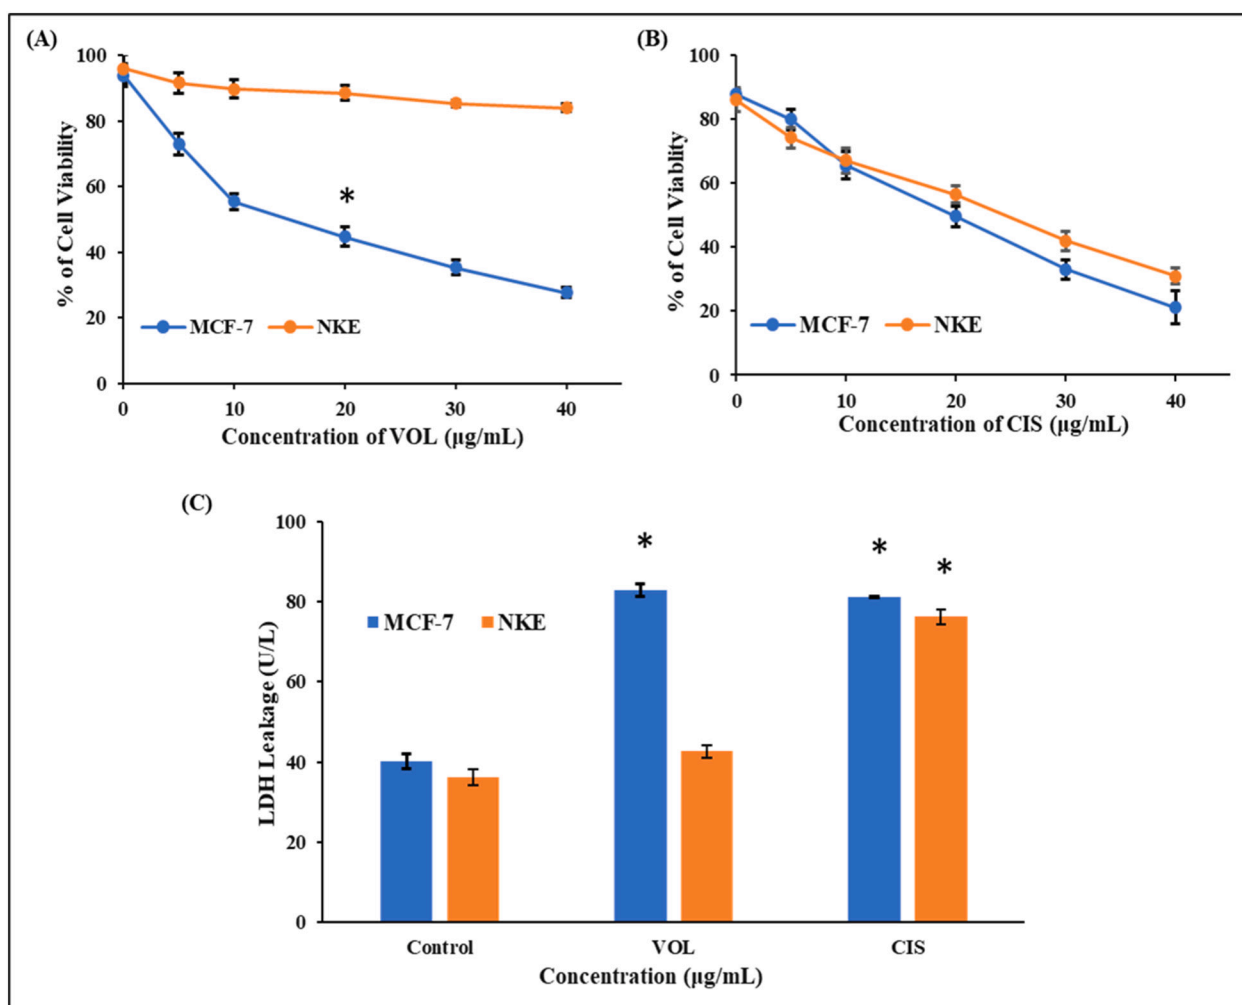 (A)
100
80
60
40
20
0
% of Cell Viability
*
MCF-7 NKE
0 10 20 30 40
Concentration of VOL (µg/mL)
(B)
100
80
60
40
20
0
% of Cell Viablity
MCF-7 NKE
0 10 20 30 40
Concentration of CIS (µg/mL)
(C)
100
80
60
40
20
0
LDH Leakage (U/L)
* * *
MCF-7 NKE
Control VOL CIS
Concentration (µg/mL)